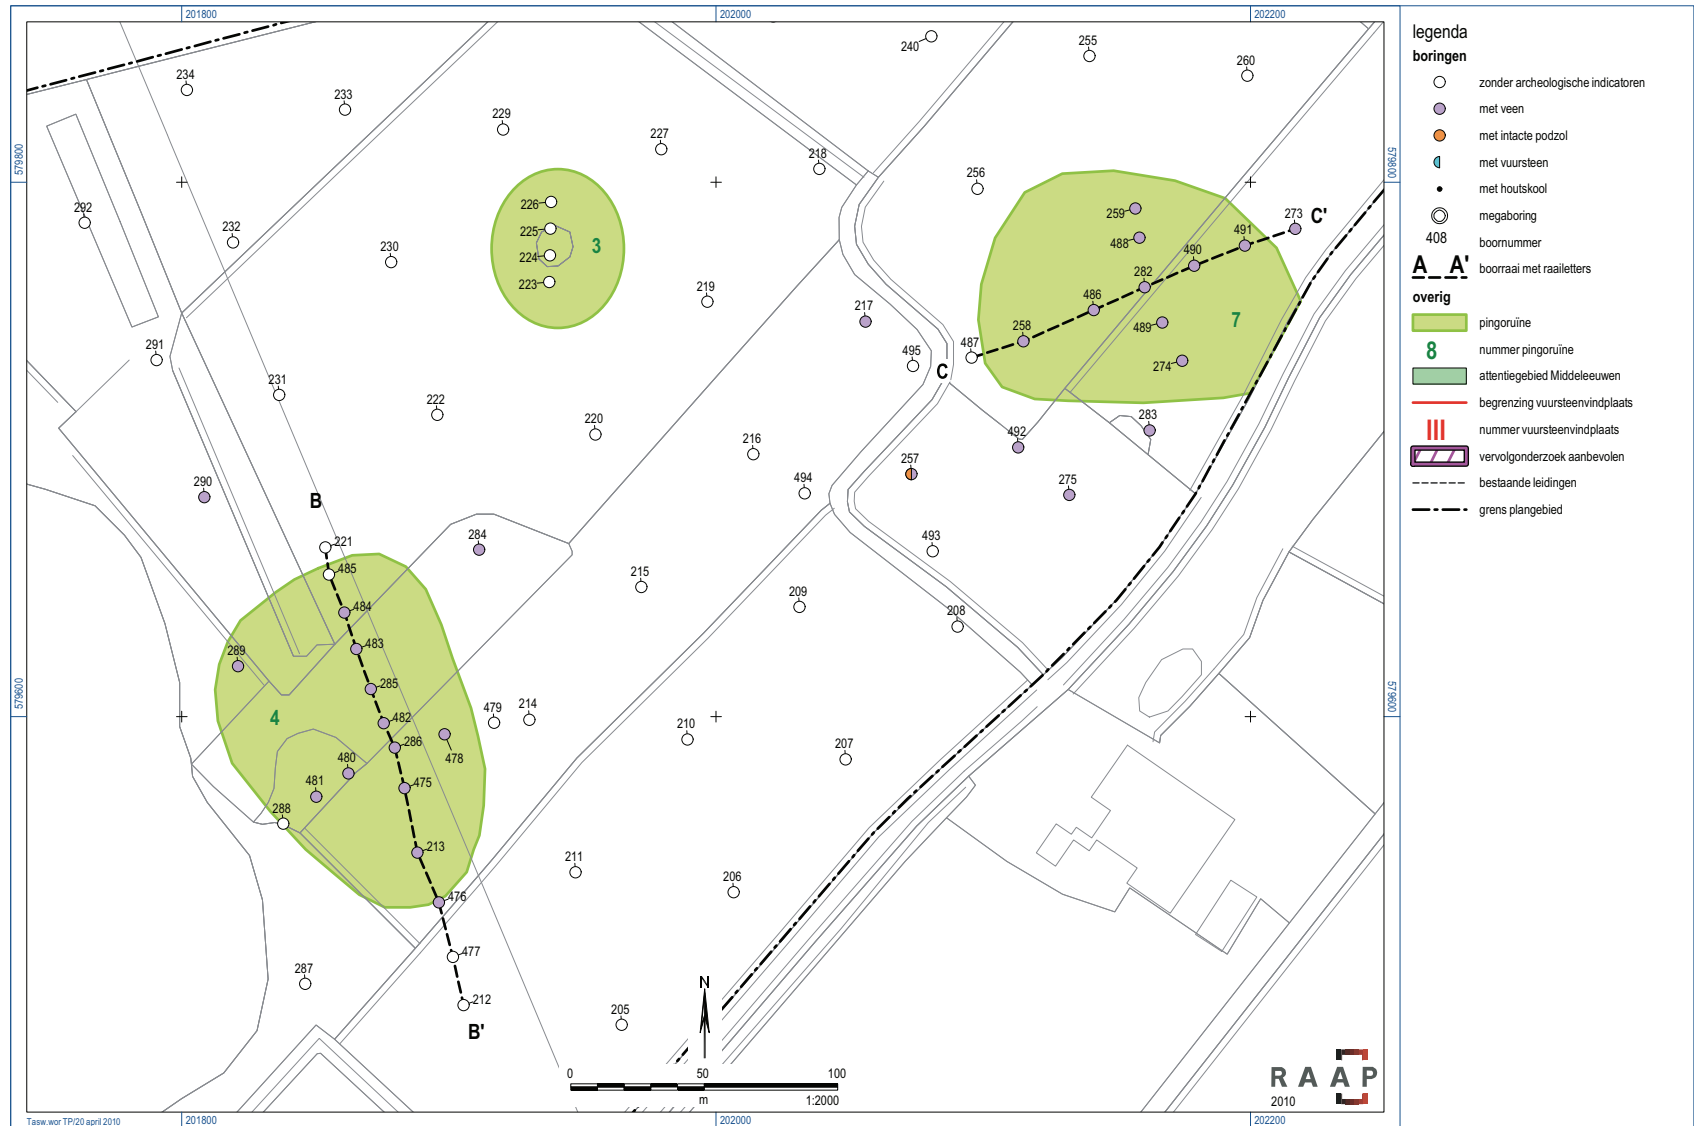 201800 202000 202200
240 255 260
234 233 229 227 218
579800 579800
256
292 226 259 273 C'
232 225 3 488 491
230 224 490
223 282
219 217 486 7
258 489
291 495 487 274
C
231 222 220 216 492 283
257
290 494 275
B
284 493
221
485
215 209 208
484
483
289
285
579600 579600
4 482 479 214 210
286 478 207
480
481 475
288
213
211 206
476
477
287 212
B' 205
N
0 50 100
m 1:2000
Tasw.wor TP/20 april 2010
201800 202000 202200
legenda
boringen
zonder archeologische indicatoren
met veen
met intacte podzol
met vuursteen
met houtskool
megaboring
408 boornummer
A A' boorraai met raailetters
overig
pingoruïne
8 nummer pingoruïne
attentiegebied Middeleeuwen
begrenzing vuursteenvindplaats
III nummer vuursteenvindplaats
vervolgonderzoek aanbevolen
bestaande leidingen
grens plangebied
RAAP
2010